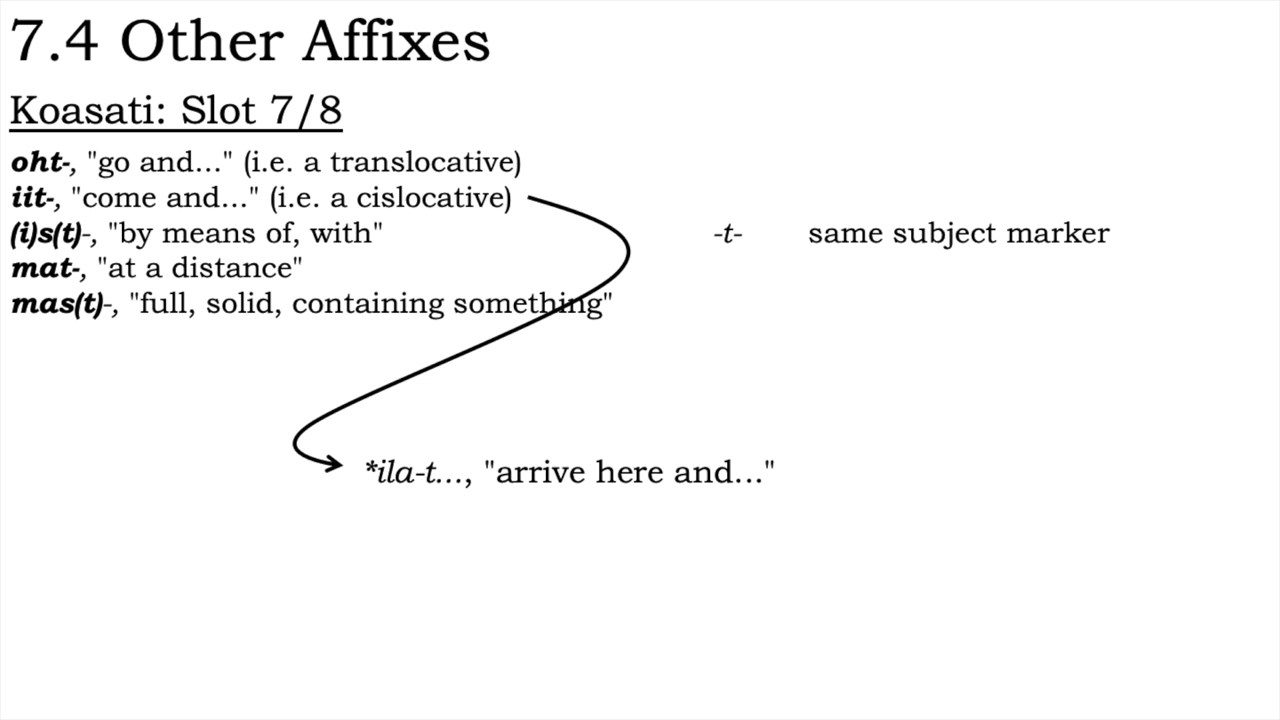 7.4 Other Affixes
Koasati: Slot 7/8
oht-, "go and..." (i.e. a translocative)
iit-, "come and..." (i.e. a cislocative)
(i)s(t)-, "by means of, with"
-t- same subject marker
mat-, "at a distance"
mas(t)-, "full, solid, containing something"
*ila-t..., "arrive here and..."